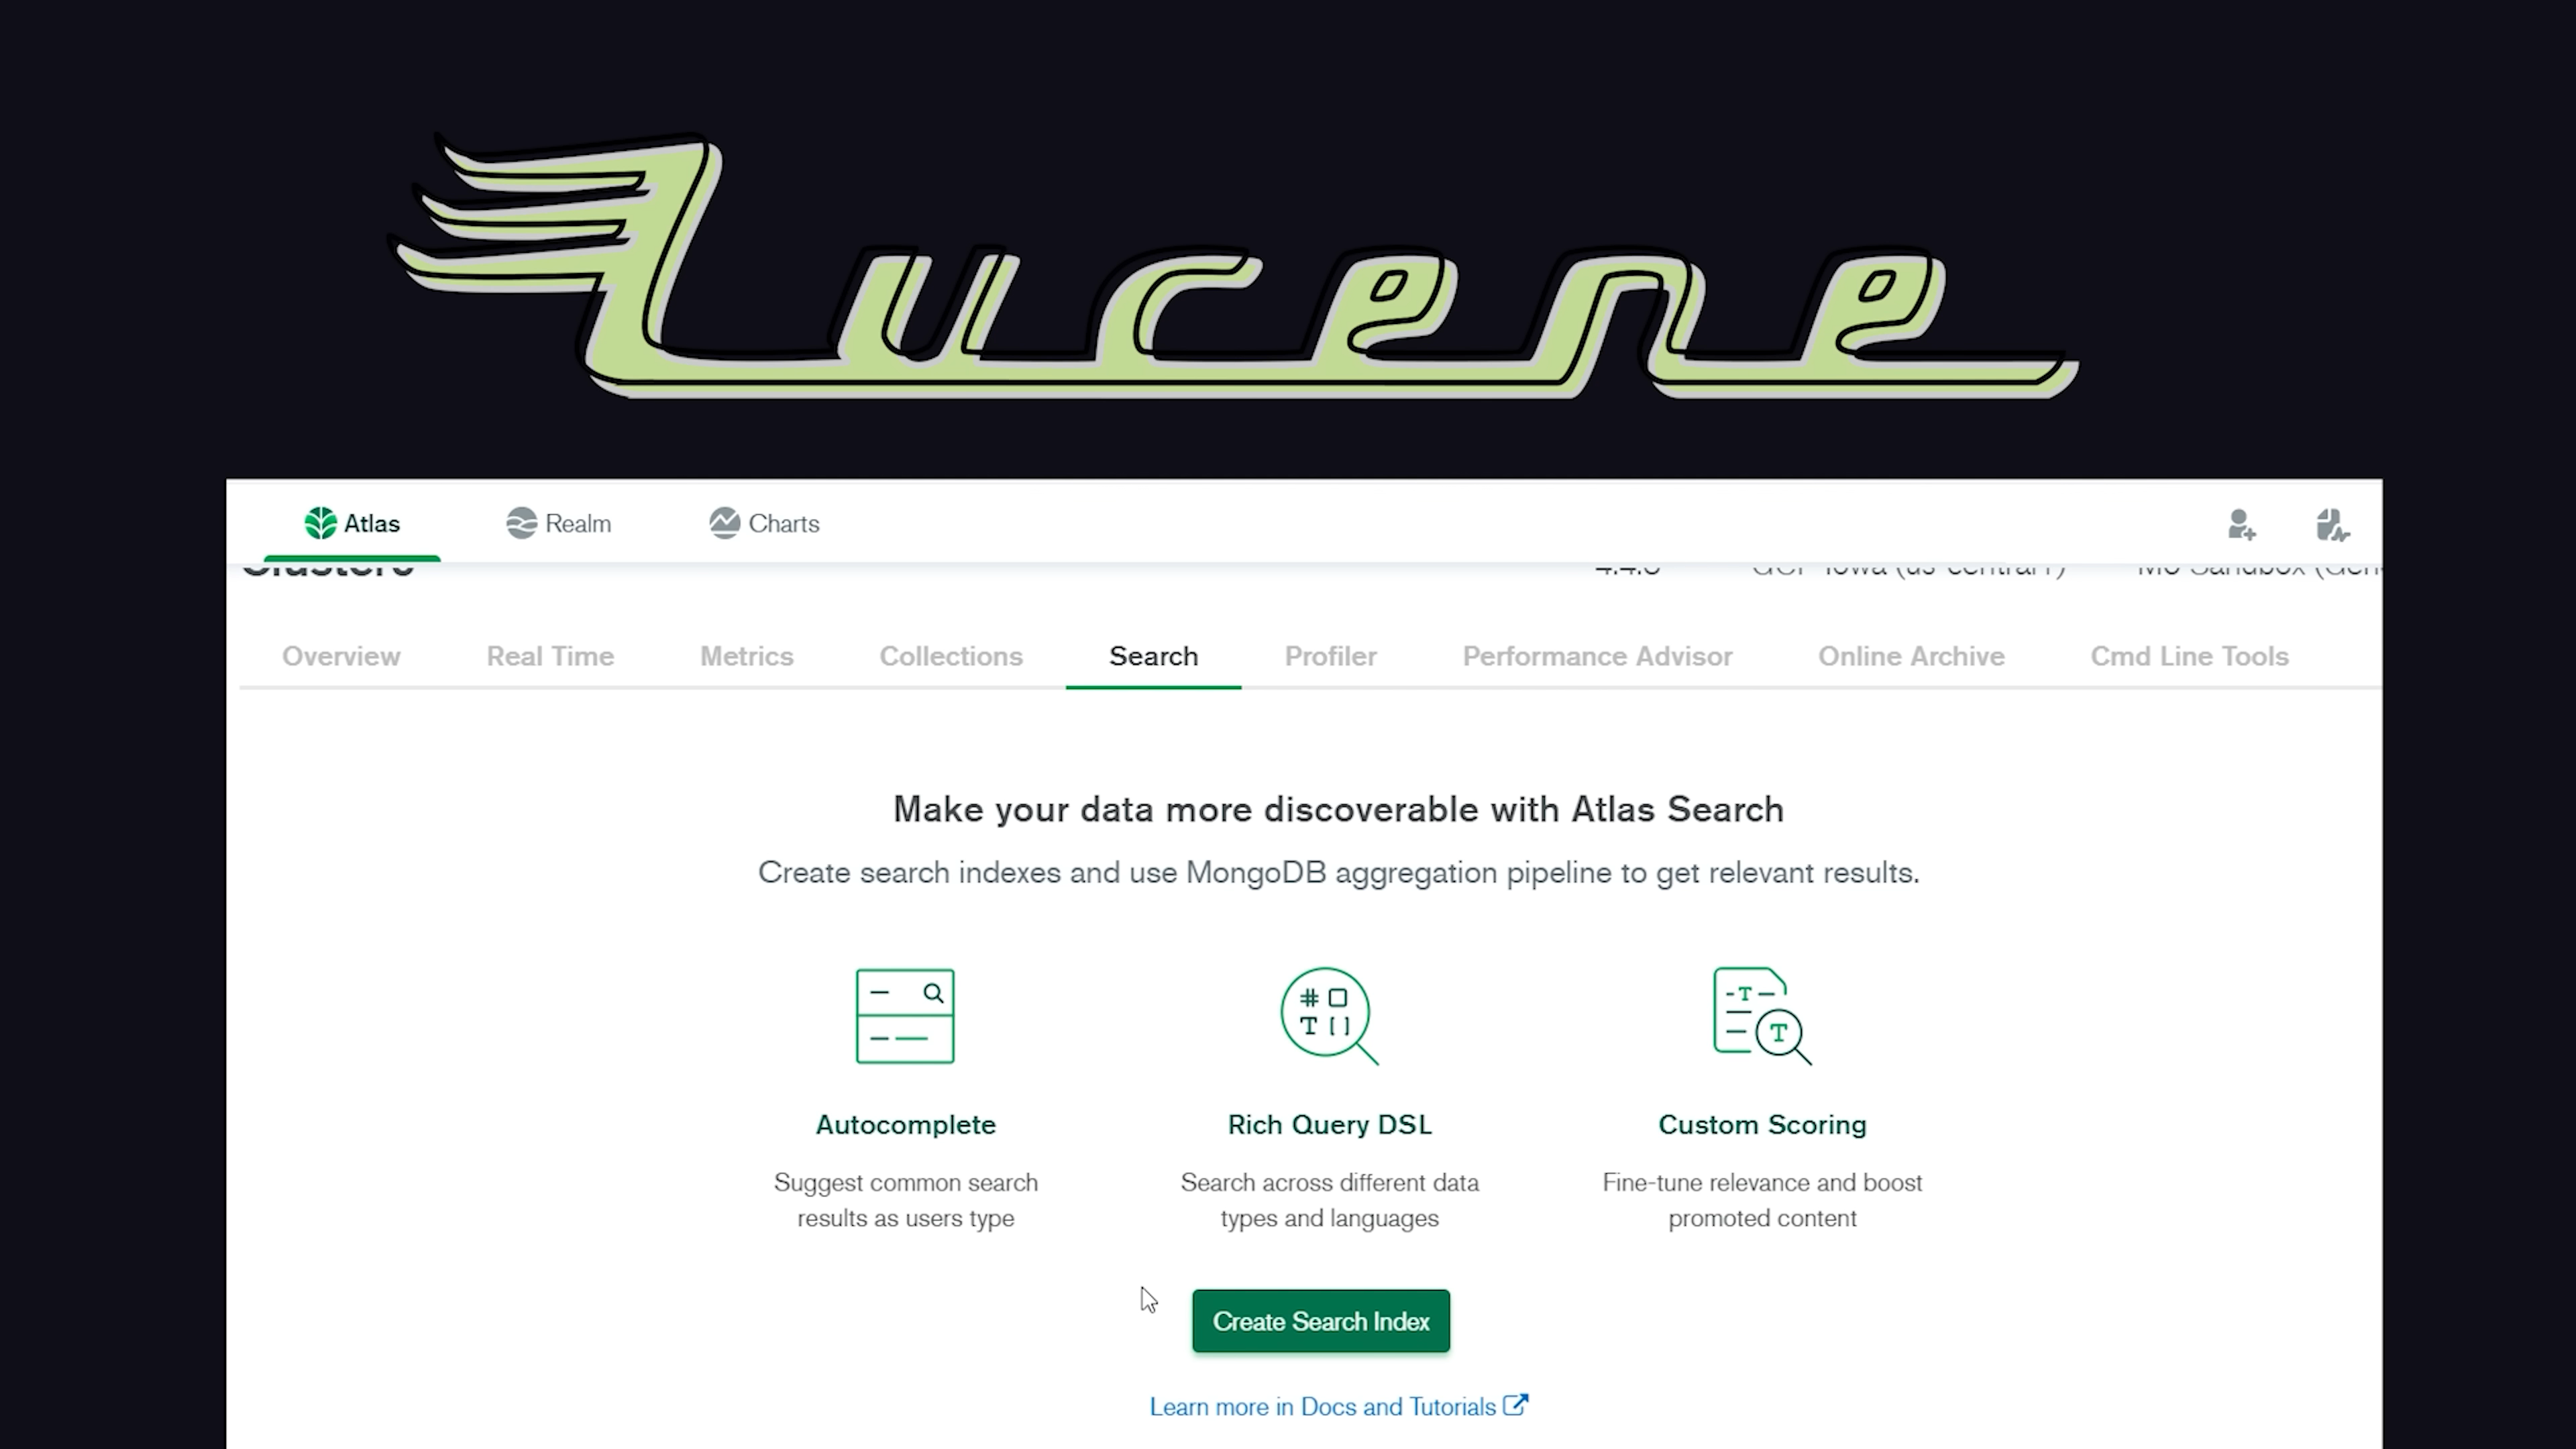 Lucene
Atlas Realm Charts
Clusters
Overview Real Time Metrics Collections Search Profiler Performance Advisor Online Archive Cmd Line Tools
Make your data more discoverable with Atlas Search
Create search indexes and use MongoDB aggregation pipeline to get relevant results.
Autocomplete Rich Query DSL Custom Scoring
Suggest common search Search across different data Fine-tune relevance and boost
results as users type types and languages promoted content
Create Search Index
Learn more in Docs and Tutorials